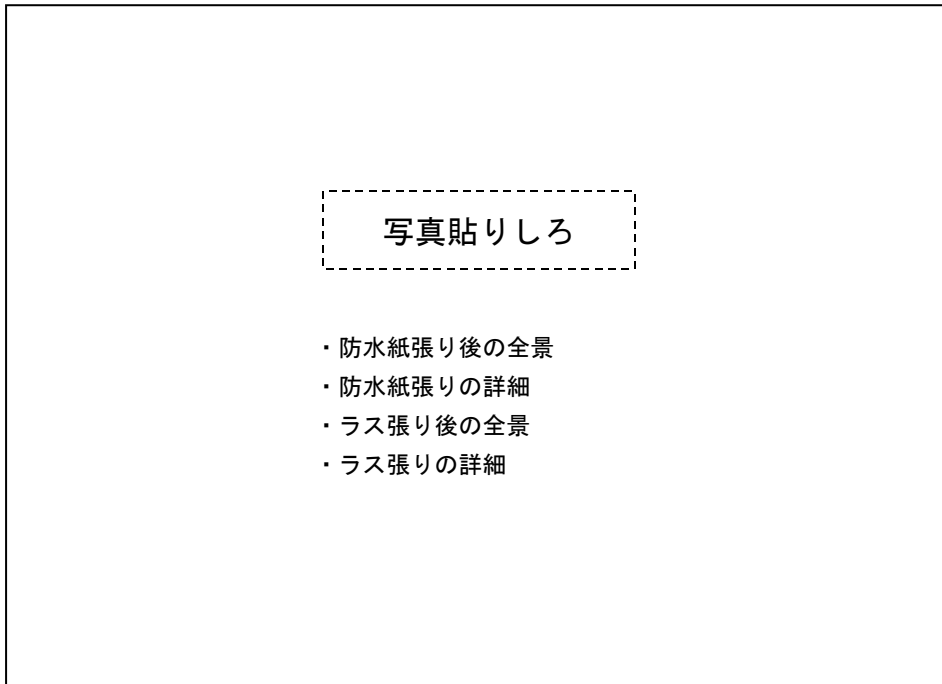 写真貼りしろ
・防水紙張り後の全景
・防水紙張りの詳細
・ラス張り後の全景
・ラス張りの詳細